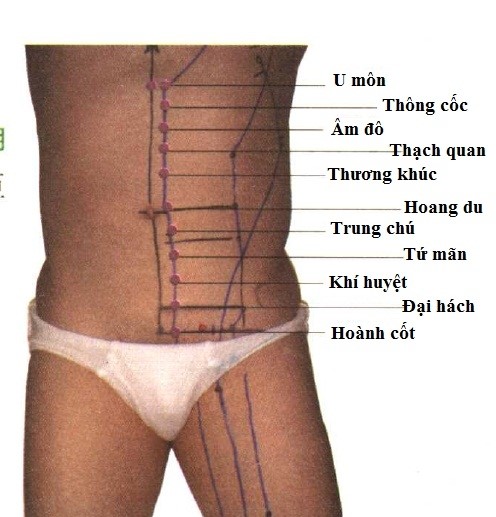 U môn
Thông cốc
Âm đô
Thạch quan
Thương khúc
Hoang du
Trung chú
Tứ mãn
Khí huyệt
Đại hách
Hoành cốt